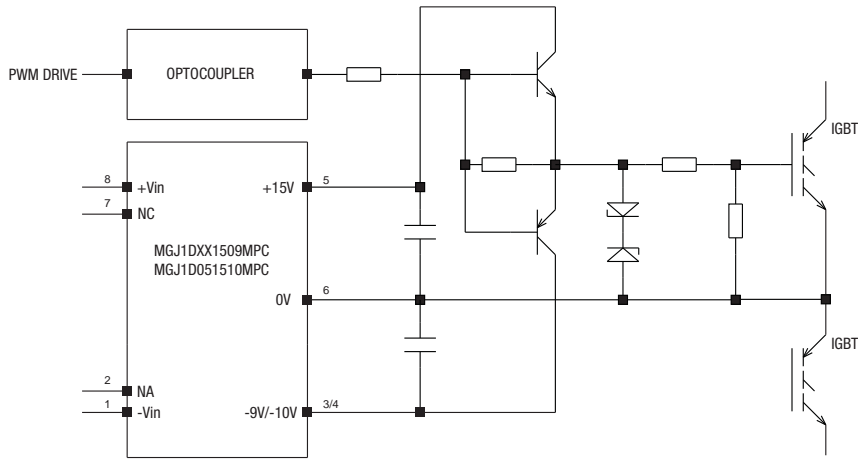 PWM DRIVE
OPTOCOUPLER
IGBT
8
+Vin
+15V
5
7
NC
MGJ1DXX1509MPC
MGJ1D051510MPC
0V
6
IGBT
2
NA
1
-Vin
-9V/-10V
3/4